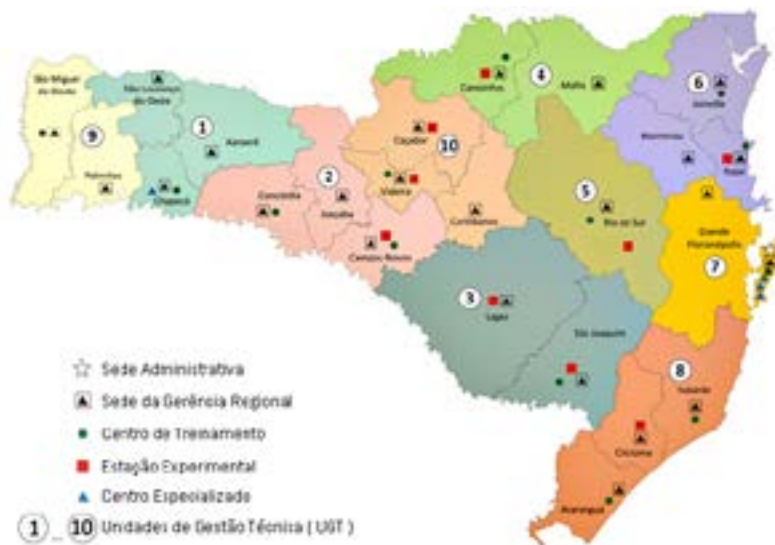 São Miguel
do Oeste
São Lourenço
do Oeste
9
1
Xanxerê
Palmitos
Chapecó
Canoinhas
4
Mafra
6
Joinville
Blumenau
Itajaí
Caçador
10
Videira
Curitibanos
2
Concórdia
Joaçaba
Campos Novos
5
Rio do Sul
Grande
Florianópolis
7
3
Lages
São Joaquim
8
Tubarão
Criciúma
Araranguá
Sede Administrativa
Sede da Gerência Regional
Centro de Treinamento
Estação Experimental
Centro Especializado
1 _ 10 Unidades de Gestão Técnica ( UGT )